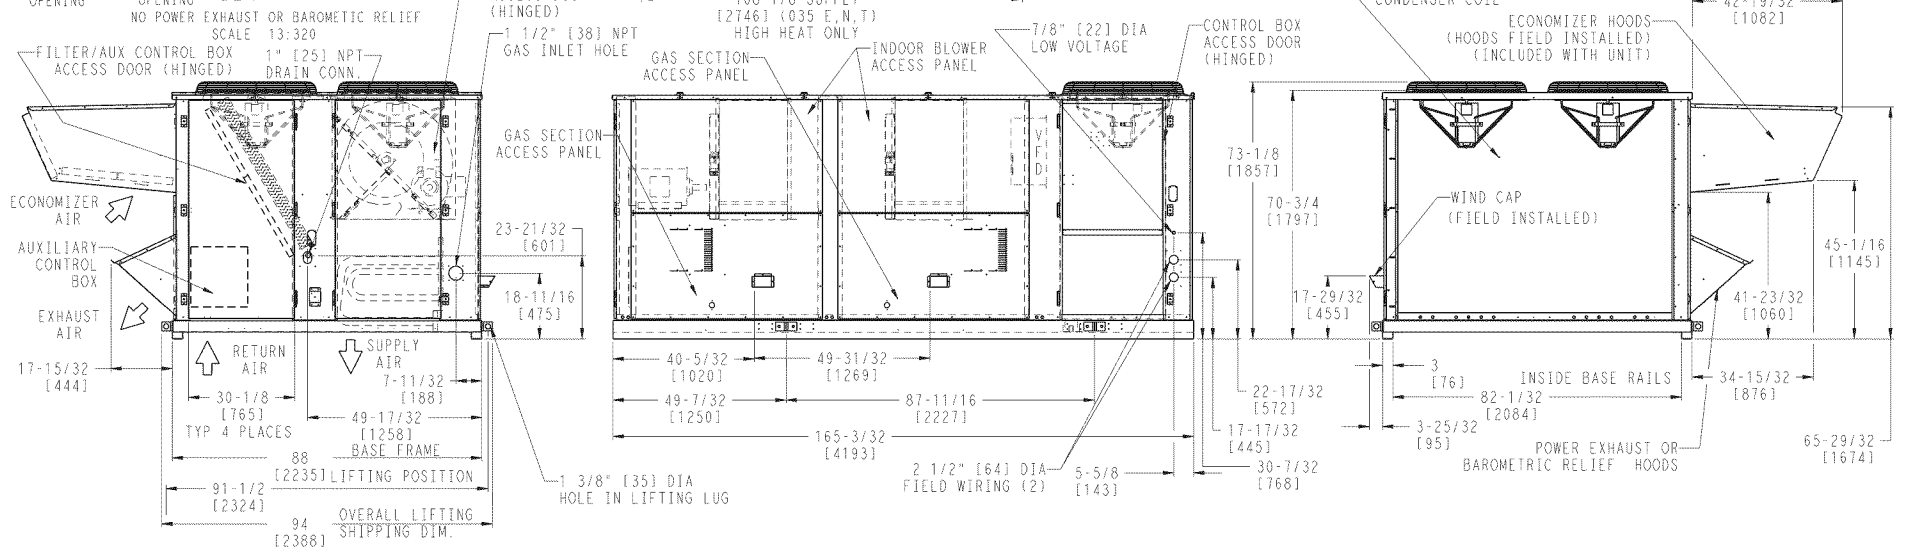 OPENING
OPENING
NO POWER EXHAUST OR BAROMETIC RELIEF
SCALE 13:320
(HINGED)
[2746] (035 E,N,T)
HIGH HEAT ONLY
CONDENSER COIL
42-19/32
[1082]
FILTER/AUX CONTROL BOX
ACCESS DOOR (HINGED)
1" [25] NPT
DRAIN CONN.
1 1/2" [38] NPT
GAS INLET HOLE
GAS SECTION
ACCESS PANEL
INDOOR BLOWER
ACCESS PANEL
7/8" [22] DIA
LOW VOLTAGE
CONTROL BOX
ACCESS DOOR
(HINGED)
ECONOMIZER HOODS
(HOODS FIELD INSTALLED)
(INCLUDED WITH UNIT)
GAS SECTION
ACCESS PANEL
VFD
73-1/8
[1857]
70-3/4
[1797]
WIND CAP
(FIELD INSTALLED)
ECONOMIZER
AIR
AUXILIARY
CONTROL
BOX
EXHAUST
AIR
23-21/32
[601]
18-11/16
[475]
17-29/32
[455]
45-1/16
[1145]
41-23/32
[1060]
RETURN
AIR
SUPPLY
AIR
17-15/32
[444]
7-11/32
[188]
30-1/8
[765]
TYP 4 PLACES
49-17/32
[1258]
BASE FRAME
88
[2235]
LIFTING POSITION
91-1/2
[2324]
OVERALL LIFTING
SHIPPING DIM.
94
[2388]
1 3/8" [35] DIA
HOLE IN LIFTING LUG
40-5/32
[1020]
49-31/32
[1269]
49-7/32
[1250]
87-11/16
[2227]
165-3/32
[4193]
2 1/2" [64] DIA
FIELD WIRING (2)
5-5/8
[143]
22-17/32
[572]
17-17/32
[445]
30-7/32
[768]
3
[76]
INSIDE BASE RAILS
82-1/32
[2084]
3-25/32
[95]
34-15/32
[876]
POWER EXHAUST OR
BAROMETRIC RELIEF HOODS
65-29/32
[1674]